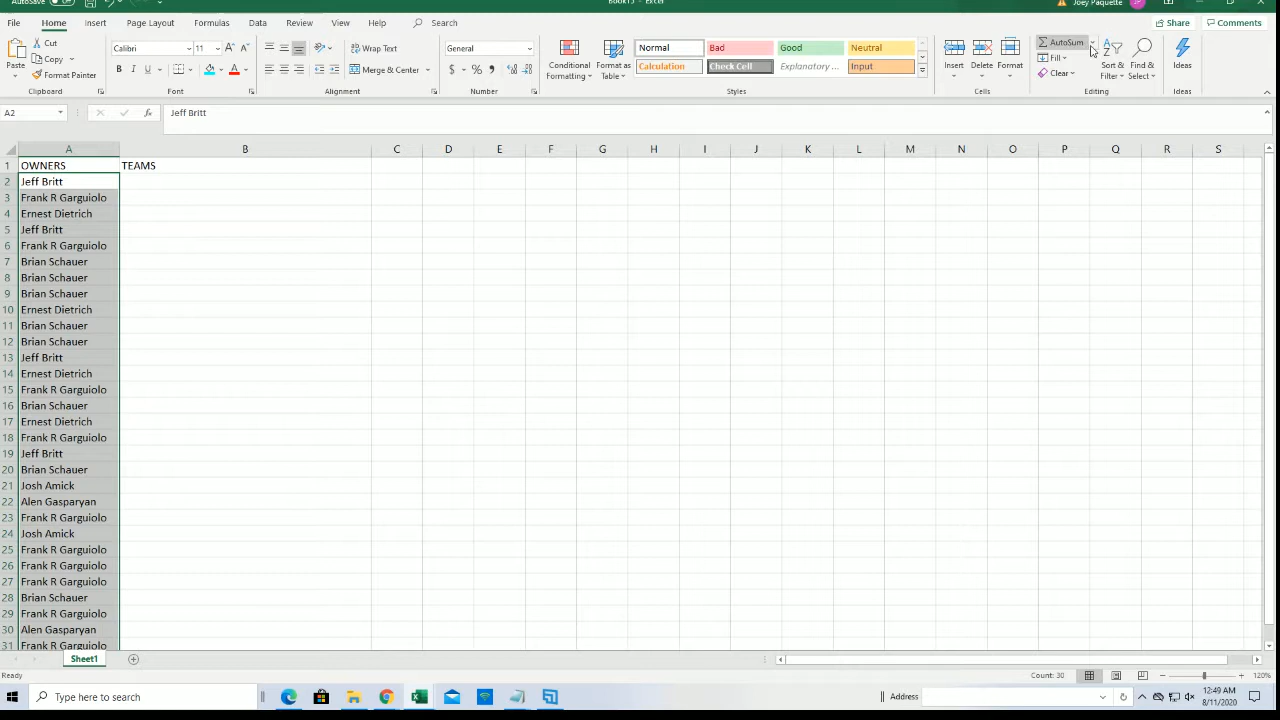 AutoSave Off Book15 - Excel Joey Paquette JP
File Home Insert Page Layout Formulas Data Review View Help Search Share Comments
Paste Cut Copy Format Painter Clipboard
Calibri 11 A A B I U A Font
ab Wrap Text Merge & Center Alignment
General $ % , Number
Conditional Formatting Format as Table
Normal Bad Good Neutral
Calculation Check Cell Explanatory ... Input
Styles
Insert Delete Format Cells
AutoSum Fill Clear Sort & Filter Find & Select Editing
Ideas Ideas
A2 fx Jeff Britt
A B C D E F G H I J K L M N O P Q R S
1 OWNERS TEAMS
2 Jeff Britt
3 Frank R Garguiolo
4 Ernest Dietrich
5 Jeff Britt
6 Frank R Garguiolo
7 Brian Schauer
8 Brian Schauer
9 Brian Schauer
10 Ernest Dietrich
11 Brian Schauer
12 Brian Schauer
13 Jeff Britt
14 Ernest Dietrich
15 Frank R Garguiolo
16 Brian Schauer
17 Ernest Dietrich
18 Frank R Garguiolo
19 Jeff Britt
20 Brian Schauer
21 Josh Amick
22 Alen Gasparyan
23 Frank R Garguiolo
24 Josh Amick
25 Frank R Garguiolo
26 Frank R Garguiolo
27 Frank R Garguiolo
28 Brian Schauer
29 Frank R Garguiolo
30 Alen Gasparyan
31 Frank R Garguiolo
Sheet1
Ready Count: 30 120%
Type here to search Address 12:49 AM
8/11/2020